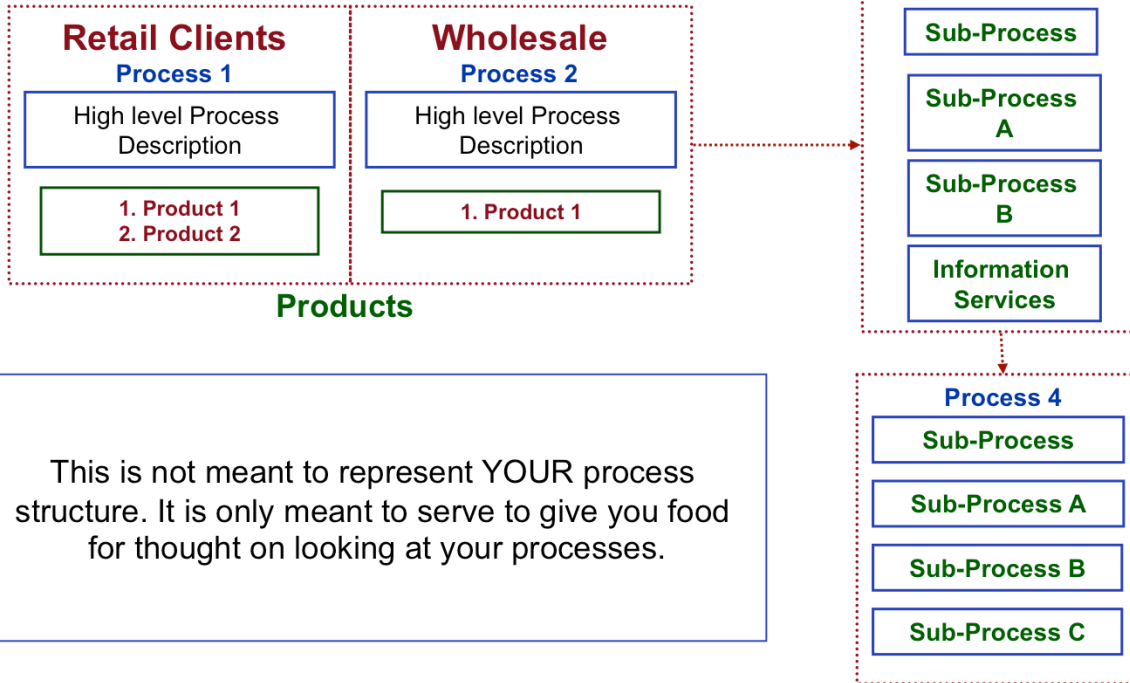 Retail Clients
Process 1
High level Process
Description
1. Product 1
2. Product 2
Wholesale
Process 2
High level Process
Description
1. Product 1
Products
Sub-Process
Sub-Process
A
Sub-Process
B
Information
Services
Process 4
Sub-Process
Sub-Process A
Sub-Process B
Sub-Process C
This is not meant to represent YOUR process
structure. It is only meant to serve to give you food
for thought on looking at your processes.